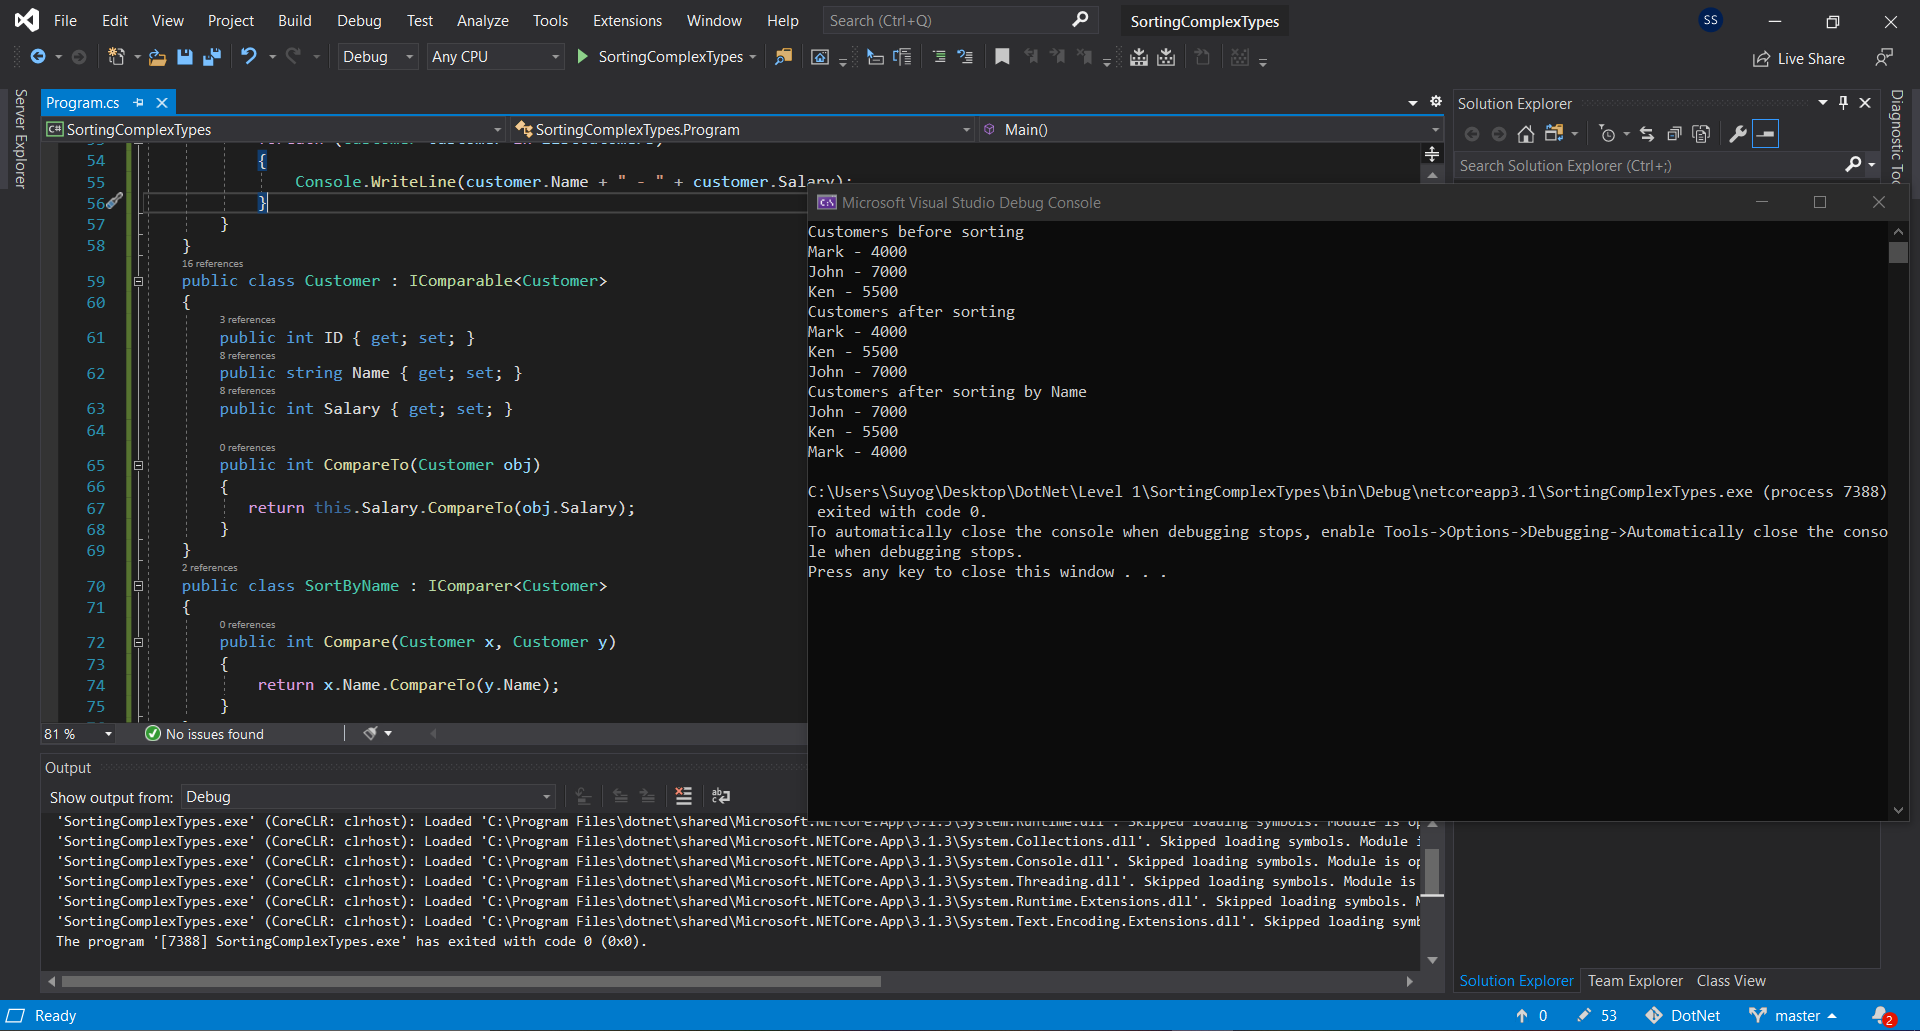 File Edit View Project Build Debug Test Analyze Tools Extensions Window Help Search (Ctrl+Q) SortingComplexTypes SS
Debug Any CPU SortingComplexTypes Live Share
Server Explorer
Program.cs
SortingComplexTypes SortingComplexTypes.Program Main()
54 {
55 Console.WriteLine(customer.Name + " - " + customer.Salary);
56 }
57 }
58 }
16 references
59 public class Customer : IComparable<Customer>
60 {
3 references
61 public int ID { get; set; }
8 references
62 public string Name { get; set; }
8 references
63 public int Salary { get; set; }
64
0 references
65 public int CompareTo(Customer obj)
66 {
67 return this.Salary.CompareTo(obj.Salary);
68 }
69 }
2 references
70 public class SortByName : IComparer<Customer>
71 {
0 references
72 public int Compare(Customer x, Customer y)
73 {
74 return x.Name.CompareTo(y.Name);
75 }
81 % No issues found
Microsoft Visual Studio Debug Console
Customers before sorting
Mark - 4000
John - 7000
Ken - 5500
Customers after sorting
Mark - 4000
Ken - 5500
John - 7000
Customers after sorting by Name
John - 7000
Ken - 5500
Mark - 4000
C:\Users\Suyog\Desktop\DotNet\Level 1\SortingComplexTypes\bin\Debug\netcoreapp3.1\SortingComplexTypes.exe (process 7388)
exited with code 0.
To automatically close the console when debugging stops, enable Tools->Options->Debugging->Automatically close the conso
le when debugging stops.
Press any key to close this window . . .
Solution Explorer
Search Solution Explorer (Ctrl+;)
Diagnostic Too
Output
Show output from: Debug
'SortingComplexTypes.exe' (CoreCLR: clrhost): Loaded 'C:\Program Files\dotnet\shared\Microsoft.NETCore.App\3.1.3\System.Runtime.dll'. Skipped loading symbols. Module is op
'SortingComplexTypes.exe' (CoreCLR: clrhost): Loaded 'C:\Program Files\dotnet\shared\Microsoft.NETCore.App\3.1.3\System.Collections.dll'. Skipped loading symbols. Module i
'SortingComplexTypes.exe' (CoreCLR: clrhost): Loaded 'C:\Program Files\dotnet\shared\Microsoft.NETCore.App\3.1.3\System.Console.dll'. Skipped loading symbols. Module is op
'SortingComplexTypes.exe' (CoreCLR: clrhost): Loaded 'C:\Program Files\dotnet\shared\Microsoft.NETCore.App\3.1.3\System.Threading.dll'. Skipped loading symbols. Module is
'SortingComplexTypes.exe' (CoreCLR: clrhost): Loaded 'C:\Program Files\dotnet\shared\Microsoft.NETCore.App\3.1.3\System.Runtime.Extensions.dll'. Skipped loading symbols. M
'SortingComplexTypes.exe' (CoreCLR: clrhost): Loaded 'C:\Program Files\dotnet\shared\Microsoft.NETCore.App\3.1.3\System.Text.Encoding.Extensions.dll'. Skipped loading symb
The program '[7388] SortingComplexTypes.exe' has exited with code 0 (0x0).
Solution Explorer Team Explorer Class View
Ready 0 53 DotNet master 2